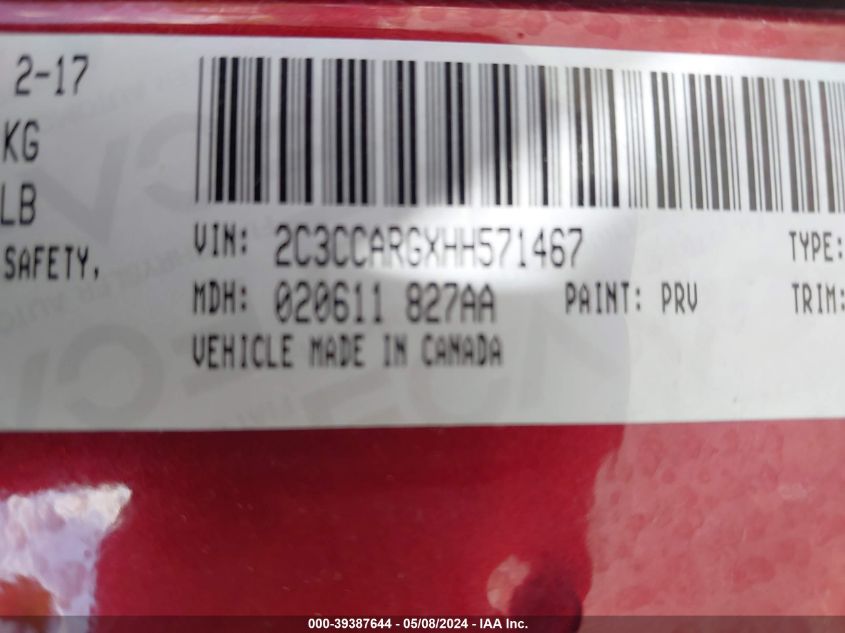 2-17
KG
LB
SAFETY,
VIN: 2C3CCARGXHH571467 TYPE:
MDH: 020611 827AA PAINT: PRV TRIM:
VEHICLE MADE IN CANADA
000-39387644 - 05/08/2024 - IAA Inc.